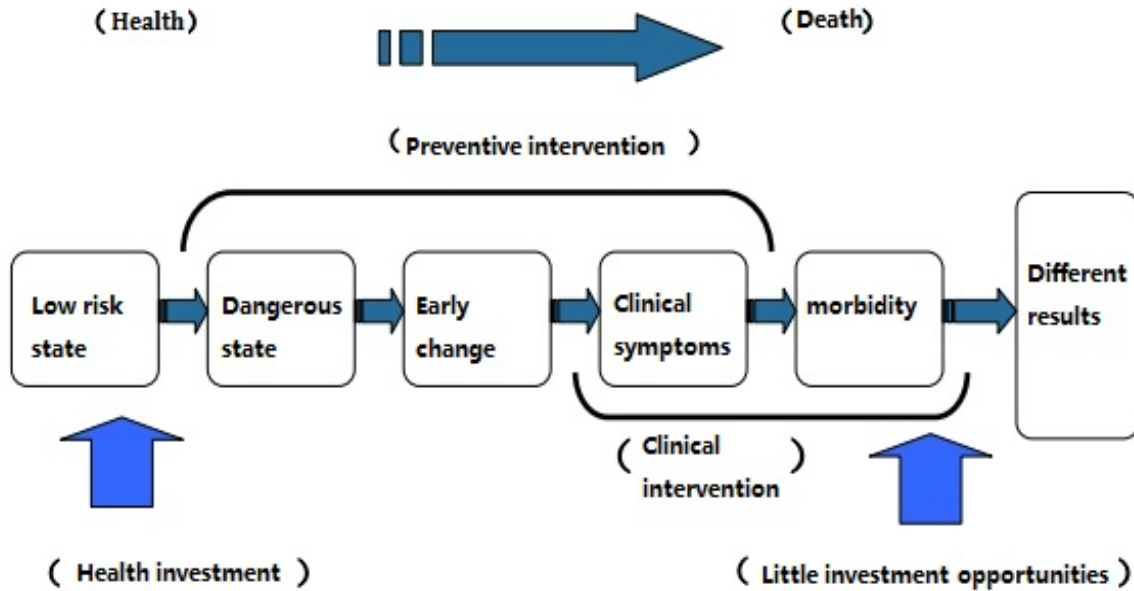 (Health)
(Death)
(Preventive intervention )
Low risk
state
Dangerous
state
Early
change
Clinical
symptoms
morbidity
Different
results
( Clinical )
intervention
( Health investment )
( Little investment opportunities )